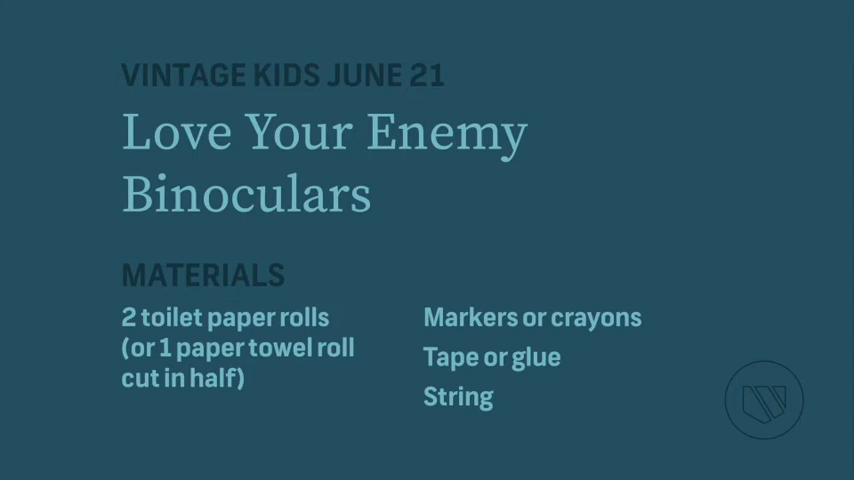 VINTAGE KIDS JUNE 21
Love Your Enemy
Binoculars
MATERIALS
2 toilet paper rolls
(or 1 paper towel roll
cut in half)
Markers or crayons
Tape or glue
String